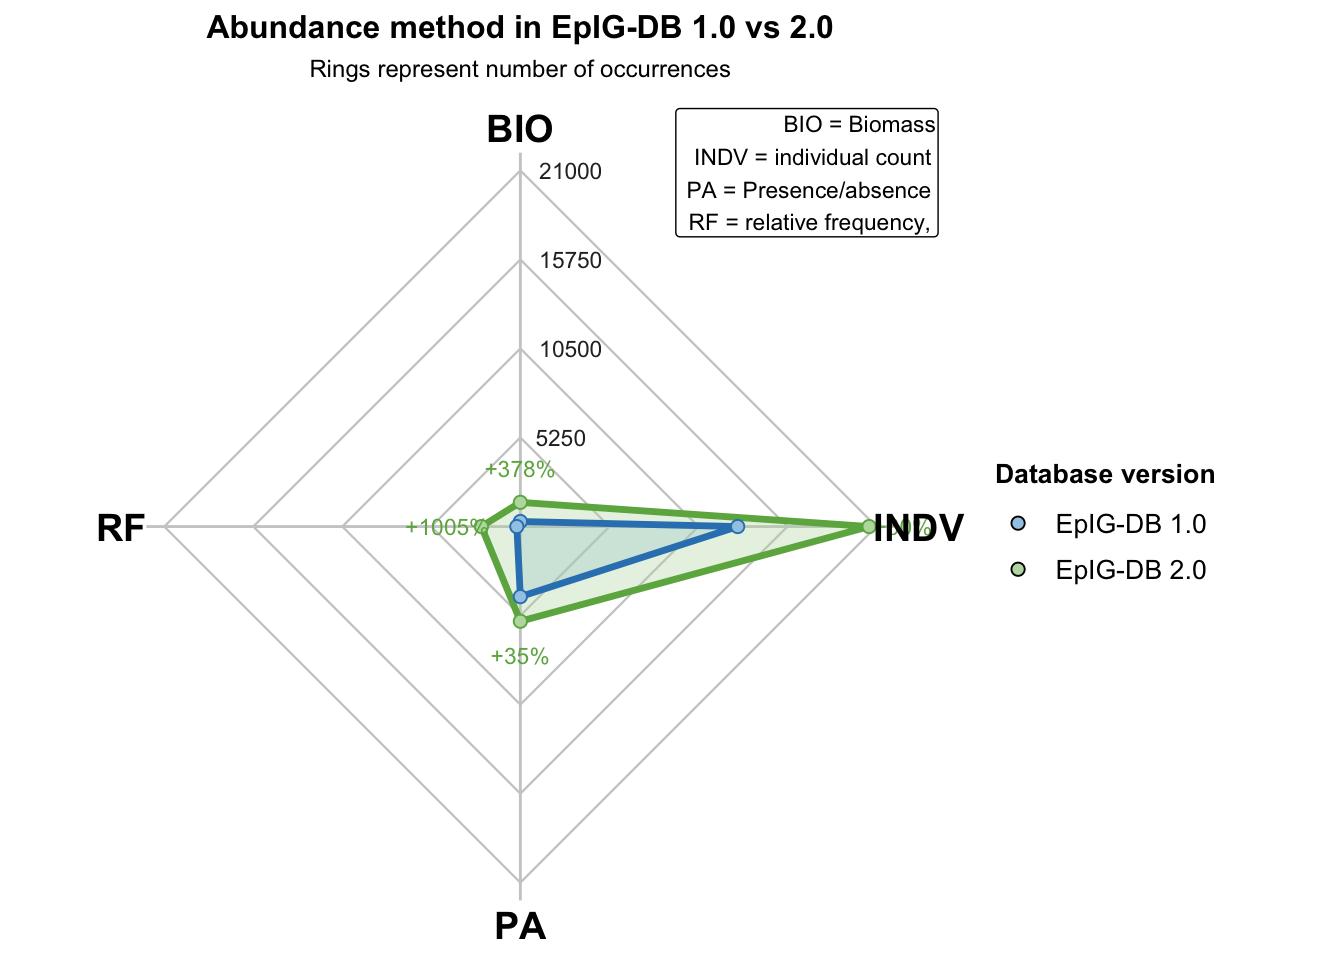 Abundance method in EpIG-DB 1.0 vs 2.0
Rings represent number of occurrences
BIO
BIO = Biomass
INDV = individual count
PA = Presence/absence
RF = relative frequency,
21000
15750
10500
5250
+378%
RF
+1005%
INDV
+35%
PA
Database version
EpIG-DB 1.0
EpIG-DB 2.0